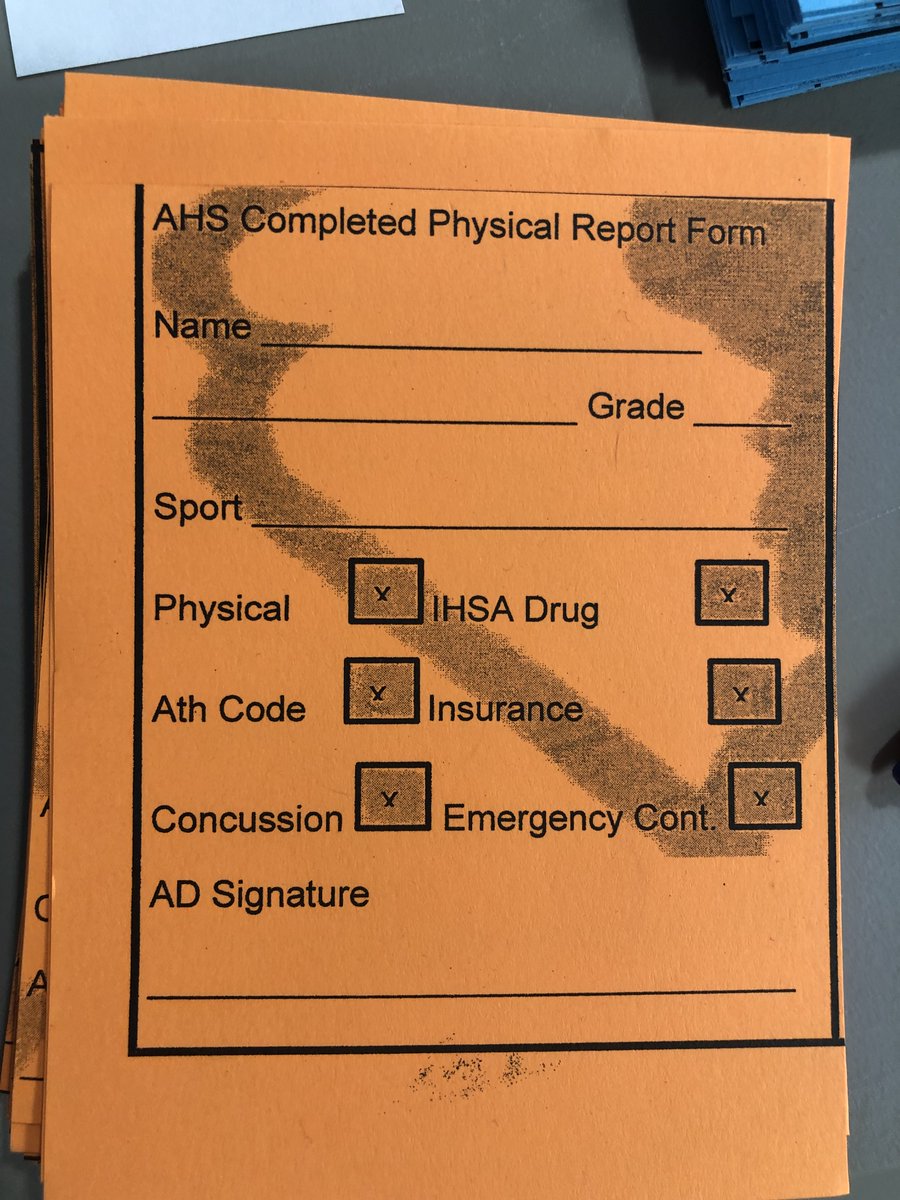 AHS Completed Physical Report Form
Name
Grade
Sport
Physical x IHSA Drug x
Ath Code x Insurance x
Concussion x Emergency Cont. x
AD Signature
A
C
A